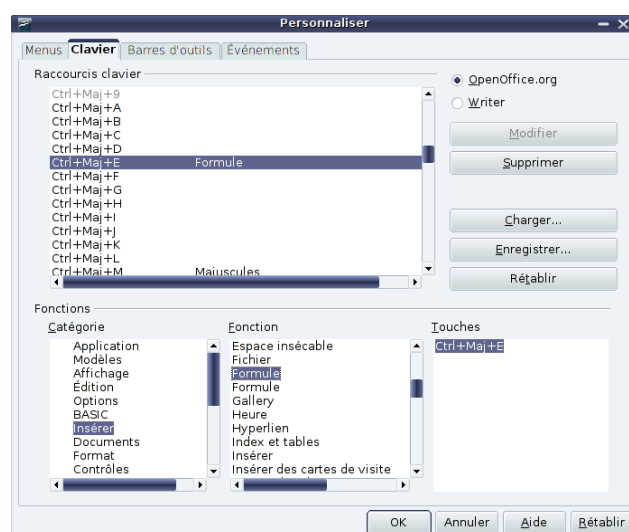 Personnaliser
Menus Clavier Barres d'outils Événements
Raccourcis clavier
Ctrl+Maj+9
Ctrl+Maj+A
Ctrl+Maj+B
Ctrl+Maj+C
Ctrl+Maj+D
Ctrl+Maj+E Formule
Ctrl+Maj+F
Ctrl+Maj+G
Ctrl+Maj+H
Ctrl+Maj+I
Ctrl+Maj+J
Ctrl+Maj+K
Ctrl+Maj+L
Ctrl+Maj+M Majuscules
OpenOffice.org
Writer
Modifier
Supprimer
Charger...
Enregistrer...
Rétablir
Fonctions
Catégorie
Application
Modèles
Affichage
Édition
Options
BASIC
Insérer
Documents
Format
Contrôles
Fonction
Espace insécable
Fichier
Formule
Formule
Gallery
Heure
Hyperlien
Index et tables
Insérer
Insérer des cartes de visite
Touches
Ctrl+Maj+E
OK Annuler Aide Rétablir